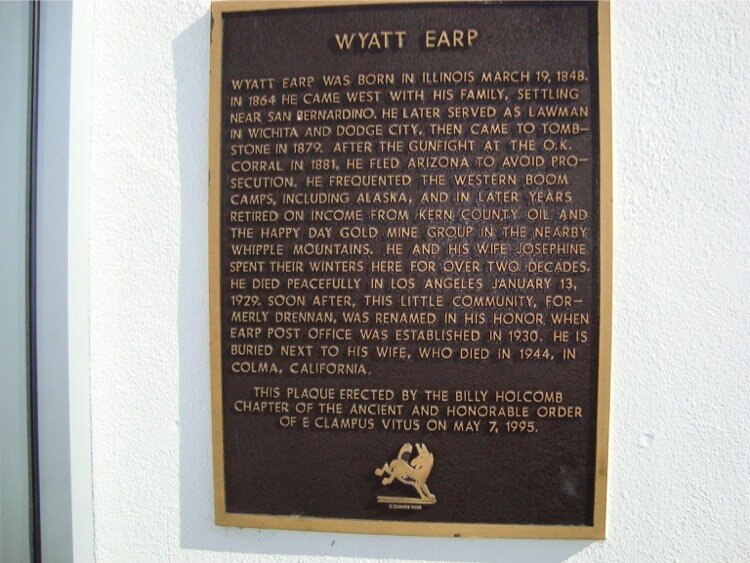 WYATT EARP
WYATT EARP WAS BORN IN ILLINOIS MARCH 19, 1848.
IN 1864 HE CAME WEST WITH HIS FAMILY, SETTLING
NEAR SAN BERNARDINO. HE LATER SERVED AS LAWMAN
IN WICHITA AND DODGE CITY, THEN CAME TO TOMB-
STONE IN 1879. AFTER THE GUNFIGHT AT THE O.K.
CORRAL IN 1881, HE FLED ARIZONA TO AVOID PRO-
SECUTION. HE FREQUENTED THE WESTERN BOOM
CAMPS, INCLUDING ALASKA, AND IN LATER YEARS
RETIRED ON INCOME FROM KERN COUNTY OIL AND
THE HAPPY DAY GOLD MINE GROUP IN THE NEARBY
WHIPPLE MOUNTAINS. HE AND HIS WIFE JOSEPHINE
SPENT THEIR WINTERS HERE FOR OVER TWO DECADES.
HE DIED PEACEFULLY IN LOS ANGELES JANUARY 13,
1929. SOON AFTER, THIS LITTLE COMMUNITY, FOR-
MERLY DRENNAN, WAS RENAMED IN HIS HONOR WHEN
EARP POST OFFICE WAS ESTABLISHED IN 1930. HE IS
BURIED NEXT TO HIS WIFE, WHO DIED IN 1944, IN
COLMA, CALIFORNIA.
THIS PLAQUE ERECTED BY THE BILLY HOLCOMB
CHAPTER OF THE ANCIENT AND HONORABLE ORDER
OF E CLAMPUS VITUS ON MAY 7, 1995.
E CLAMPUS VITUS